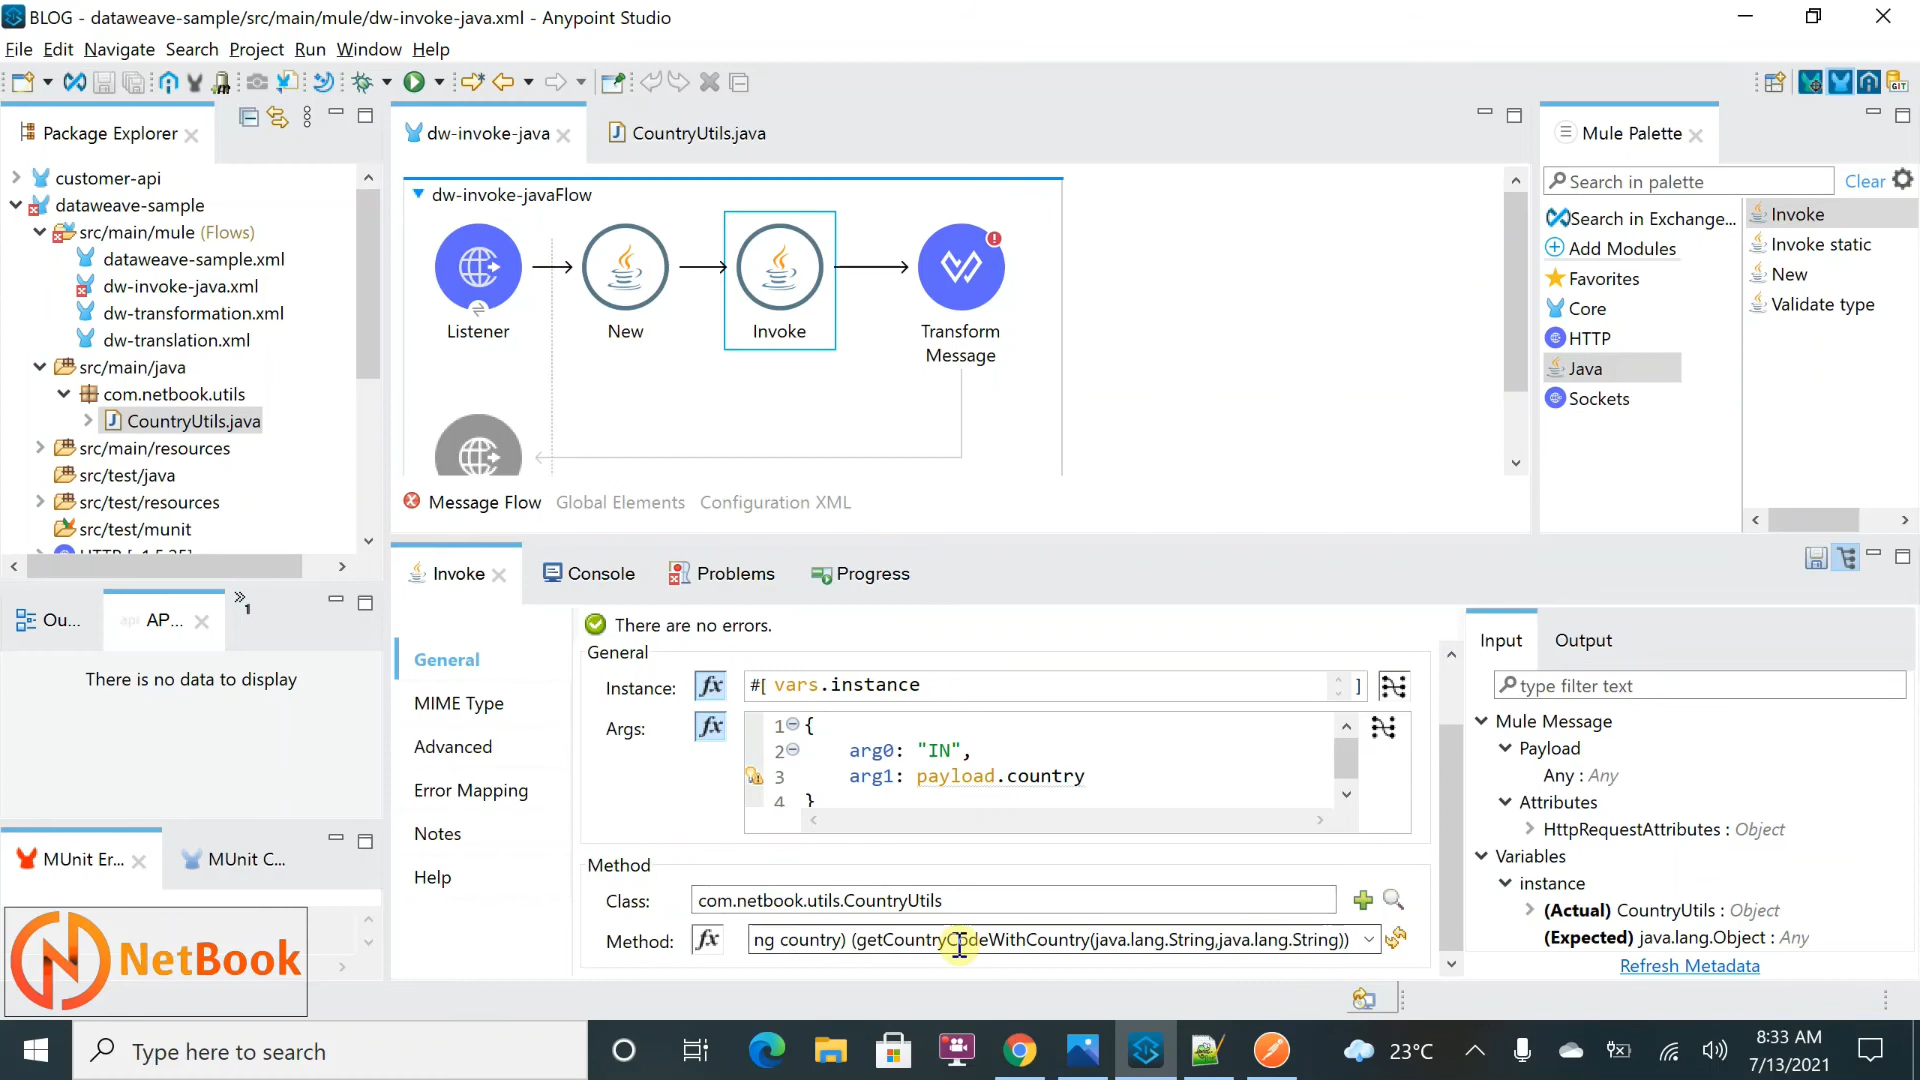 BLOG - dataweave-sample/src/main/mule/dw-invoke-java.xml - Anypoint Studio
File Edit Navigate Search Project Run Window Help
Package Explorer
customer-api
dataweave-sample
src/main/mule (Flows)
dataweave-sample.xml
dw-invoke-java.xml
dw-transformation.xml
dw-translation.xml
src/main/java
com.netbook.utils
CountryUtils.java
src/main/resources
src/test/java
src/test/resources
src/test/munit
Ou...
AP...
1
There is no data to display
MUnit Er...
MUnit C...
NetBook
dw-invoke-java
CountryUtils.java
dw-invoke-javaFlow
Listener
New
Invoke
Transform
Message
Message Flow Global Elements Configuration XML
Mule Palette
Search in palette
Clear
Search in Exchange...
Add Modules
Favorites
Core
HTTP
Java
Sockets
Invoke
Invoke static
New
Validate type
Invoke
Console
Problems
Progress
General
MIME Type
Advanced
Error Mapping
Notes
Help
There are no errors.
General
Instance: fx #[ vars.instance ]
Args: fx
1 {
2 arg0: "IN",
3 arg1: payload.country
4 }
Method
Class: com.netbook.utils.CountryUtils
Method: fx ng country) (getCountryCodeWithCountry(java.lang.String,java.lang.String))
Input Output
type filter text
Mule Message
Payload
Any : Any
Attributes
HttpRequestAttributes : Object
Variables
instance
(Actual) CountryUtils : Object
(Expected) java.lang.Object : Any
Refresh Metadata
Type here to search
23°C
8:33 AM
7/13/2021